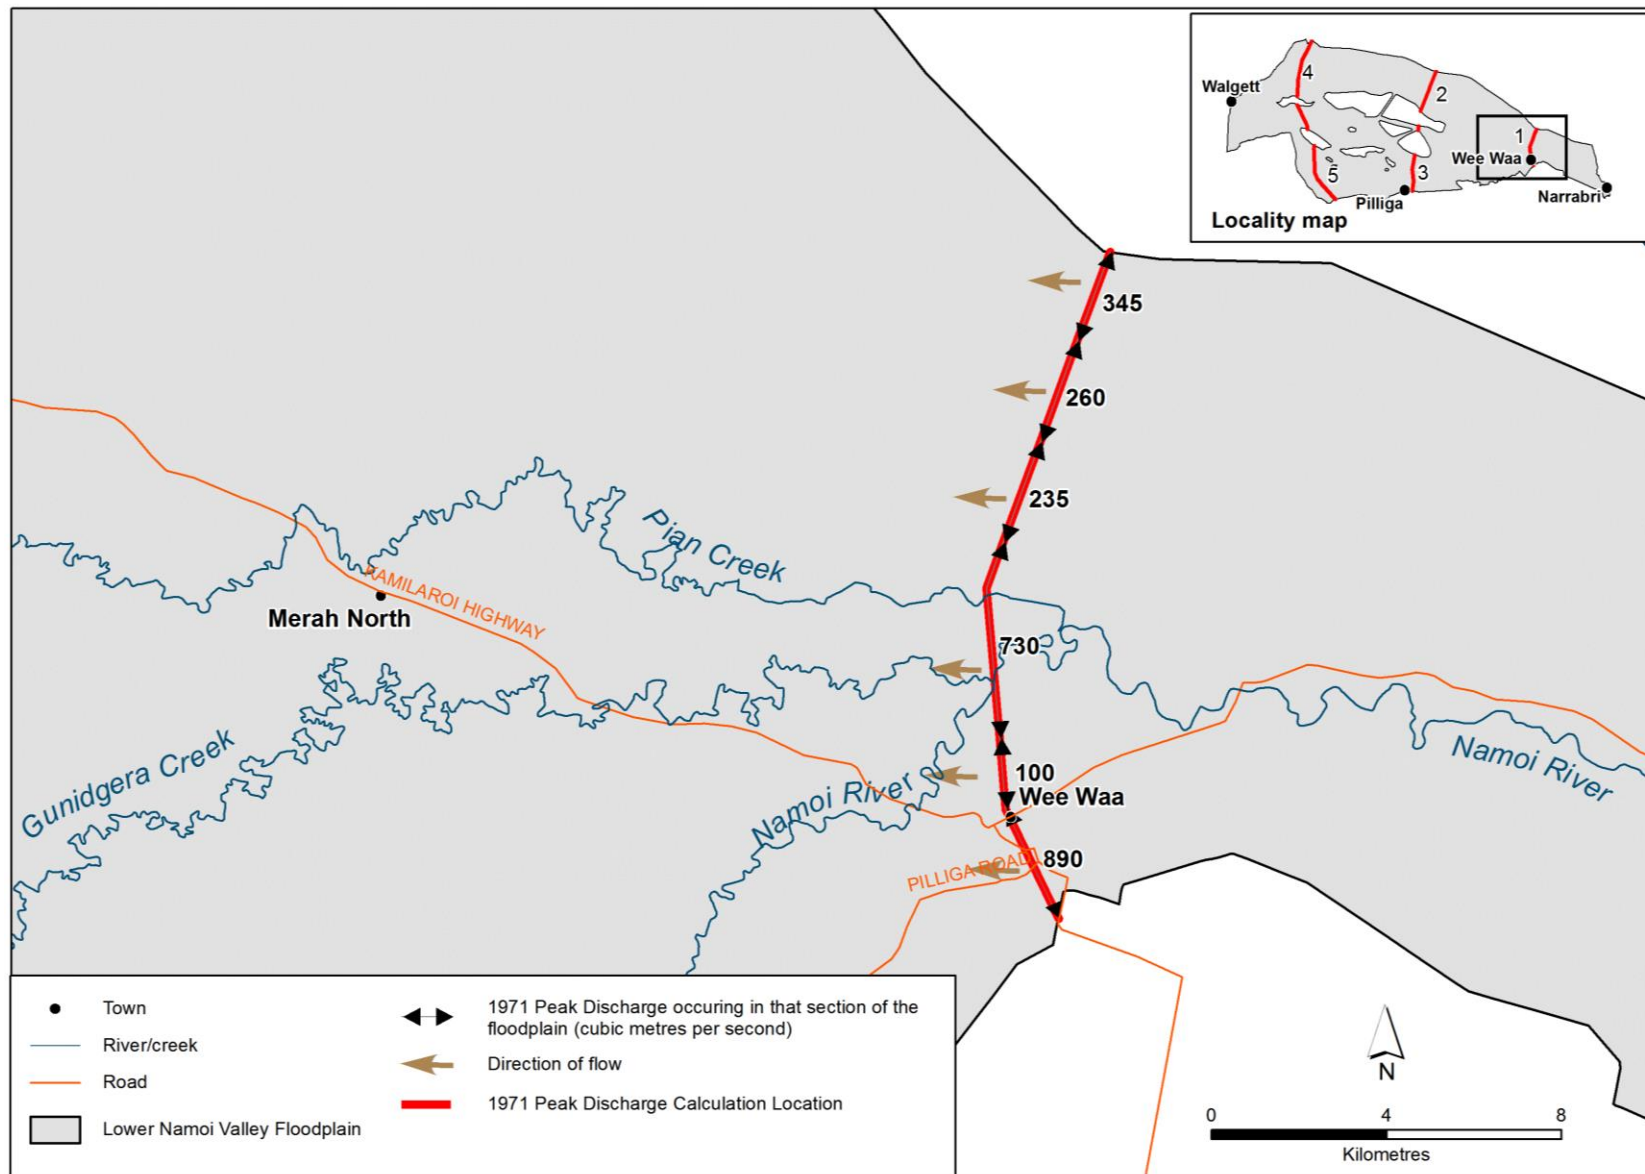 4
2
Walgett
1
Wee Waa
5
3
Pilliga
Narrabri
Locality map
345
260
235
Pian Creek
KAMILAROI HIGHWAY
Merah North
730
Gunidgera Creek
Namoi River
Namoi River
100
Wee Waa
890
PILLIGA ROAD
Town
River/creek
Road
Lower Namoi Valley Floodplain
1971 Peak Discharge occuring in that section of the
floodplain (cubic metres per second)
Direction of flow
1971 Peak Discharge Calculation Location
N
0 4 8
Kilometres